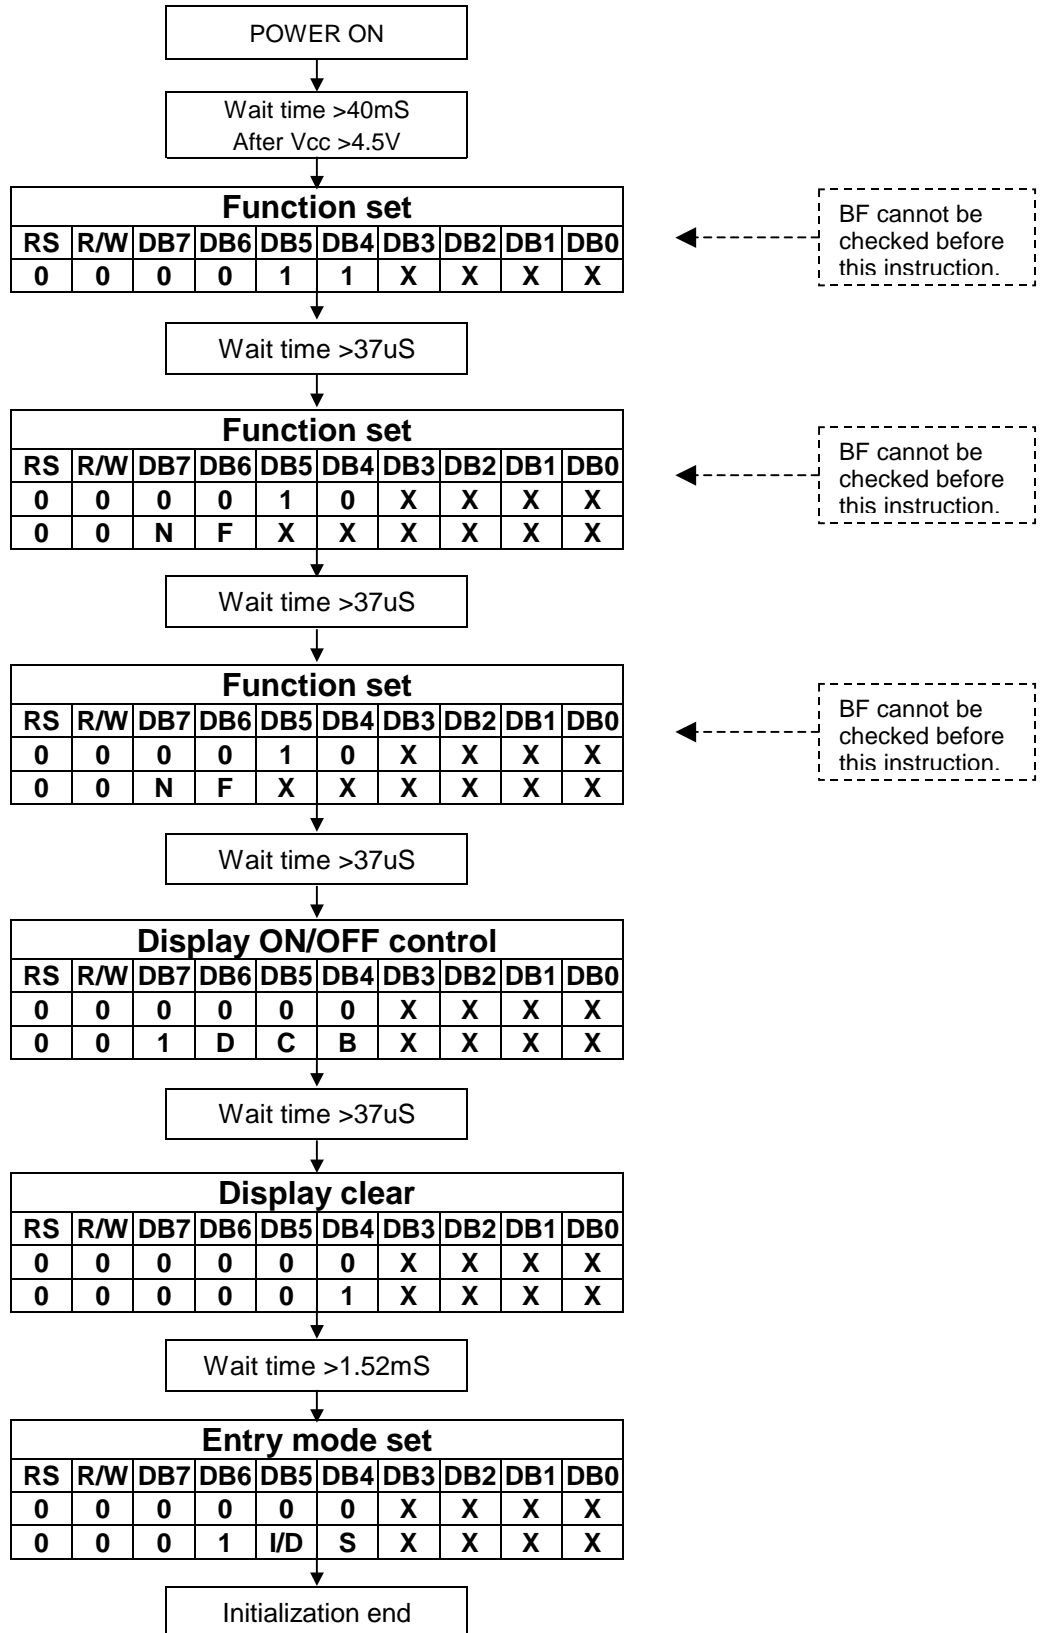 POWER ON
Wait time >40mS
After Vcc >4.5V
Function set
RS R/W DB7 DB6 DB5 DB4 DB3 DB2 DB1 DB0
0 0 0 0 1 1 X X X X
BF cannot be
checked before
this instruction.
Wait time >37uS
Function set
RS R/W DB7 DB6 DB5 DB4 DB3 DB2 DB1 DB0
0 0 0 0 1 0 X X X X
0 0 N F X X X X X X
BF cannot be
checked before
this instruction.
Wait time >37uS
Function set
RS R/W DB7 DB6 DB5 DB4 DB3 DB2 DB1 DB0
0 0 0 0 1 0 X X X X
0 0 N F X X X X X X
BF cannot be
checked before
this instruction.
Wait time >37uS
Display ON/OFF control
RS R/W DB7 DB6 DB5 DB4 DB3 DB2 DB1 DB0
0 0 0 0 0 0 X X X X
0 0 1 D C B X X X X
Wait time >37uS
Display clear
RS R/W DB7 DB6 DB5 DB4 DB3 DB2 DB1 DB0
0 0 0 0 0 0 X X X X
0 0 0 0 0 1 X X X X
Wait time >1.52mS
Entry mode set
RS R/W DB7 DB6 DB5 DB4 DB3 DB2 DB1 DB0
0 0 0 0 0 0 X X X X
0 0 0 1 I/D S X X X X
Initialization end